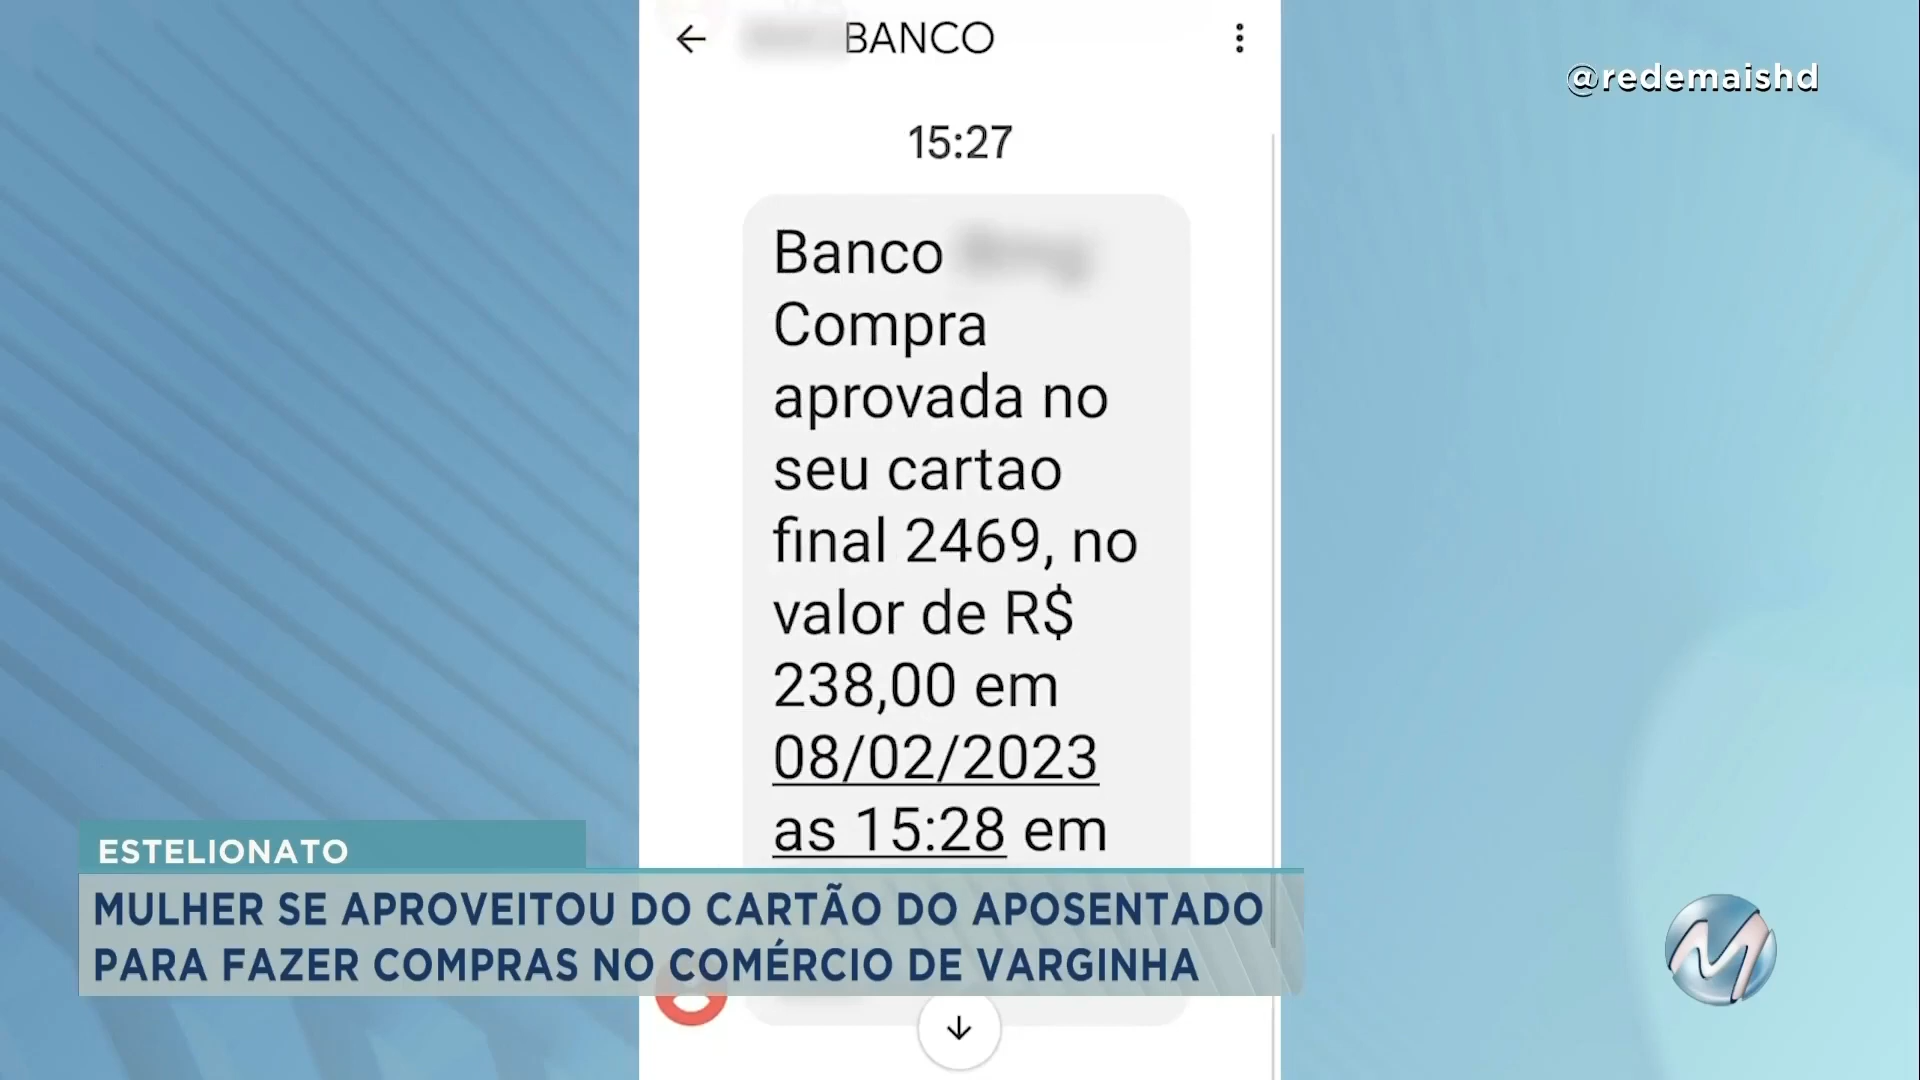 BANCO
@redemaishd
15:27
Banco
Compra
aprovada no
seu cartao
final 2469, no
valor de R$
238,00 em
08/02/2023
as 15:28 em
ESTELIONATO
MULHER SE APROVEITOU DO CARTÃO DO APOSENTADO
PARA FAZER COMPRAS NO COMÉRCIO DE VARGINHA